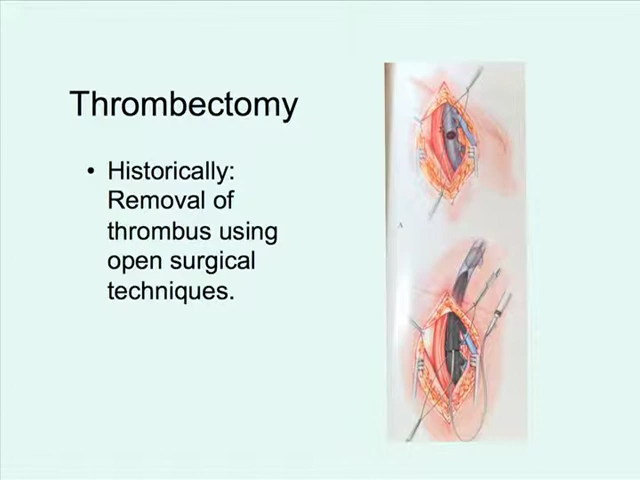 Thrombectomy
• Historically:
Removal of
thrombus using
open surgical
techniques.
A